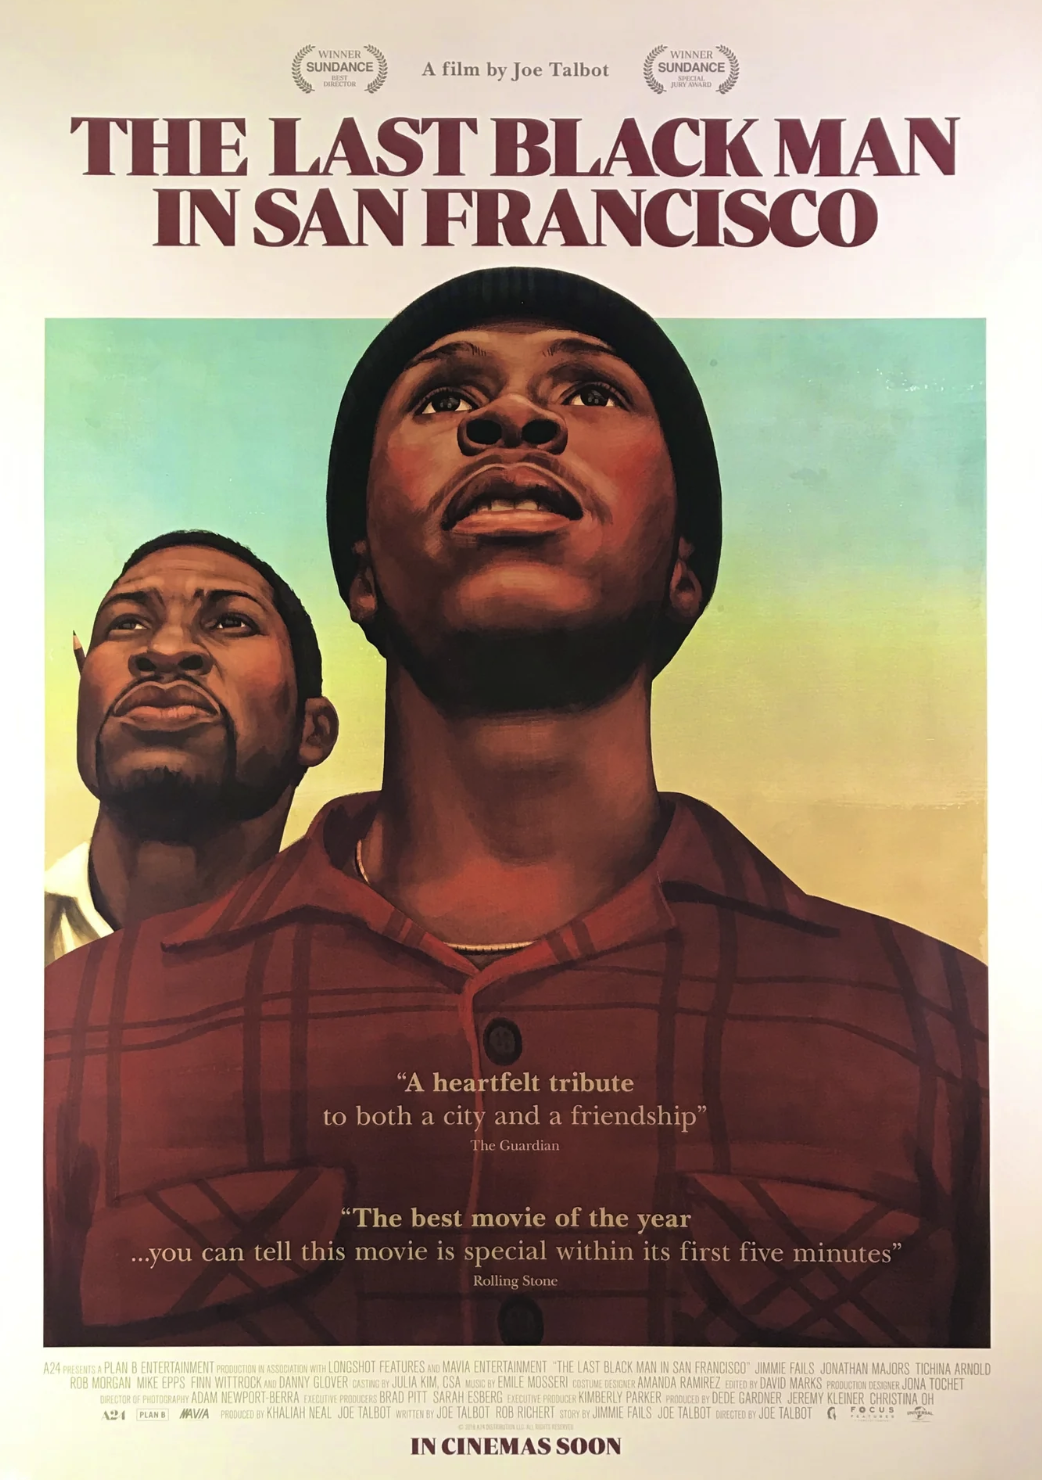 WINNER
SUNDANCE
BEST
DIRECTOR
A film by Joe Talbot
WINNER
SUNDANCE
SPECIAL
JURY AWARD
THE LAST BLACK MAN
IN SAN FRANCISCO
“A heartfelt tribute
to both a city and a friendship”
The Guardian
“The best movie of the year
...you can tell this movie is special within its first five minutes”
Rolling Stone
A24 PRESENTS A PLAN B ENTERTAINMENT PRODUCTION IN ASSOCIATION WITH LONGSHOT FEATURES AND MAVIA ENTERTAINMENT "THE LAST BLACK MAN IN SAN FRANCISCO" JIMMIE FAILS JONATHAN MAJORS TICHINA ARNOLD
ROB MORGAN MIKE EPPS FINN WITTROCK AND DANNY GLOVER CASTING BY JULIA KIM, CSA MUSIC BY EMILE MOSSERI COSTUME DESIGNER AMANDA RAMIREZ EDITED BY DAVID MARKS PRODUCTION DESIGNER JONA TOCHET
DIRECTOR OF PHOTOGRAPHY ADAM NEWPORT-BERRA EXECUTIVE PRODUCERS BRAD PITT SARAH ESBERG EXECUTIVE PRODUCER KIMBERLY PARKER PRODUCED BY DEDE GARDNER JEREMY KLEINER CHRISTINA OH
A24 PLAN B MAVIA PRODUCED BY KHALIAH NEAL JOE TALBOT WRITTEN BY JOE TALBOT ROB RICHERT STORY BY JIMMIE FAILS JOE TALBOT DIRECTED BY JOE TALBOT FOCUS FEATURES UNIVERSAL
IN CINEMAS SOON